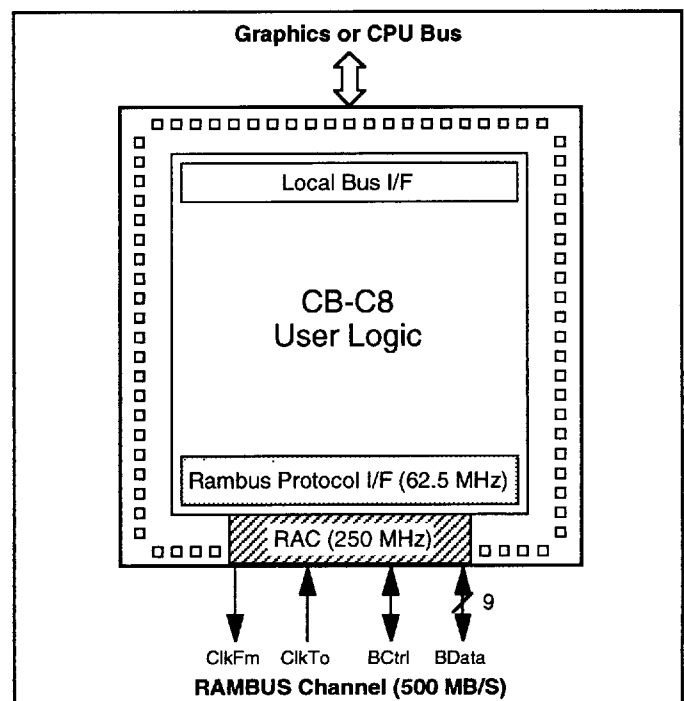 Graphics or CPU Bus
Local Bus I/F
CB-C8
User Logic
Rambus Protocol I/F (62.5 MHz)
RAC (250 MHz)
9
ClkFm ClkTo BCtrl BData
RAMBUS Channel (500 MB/S)